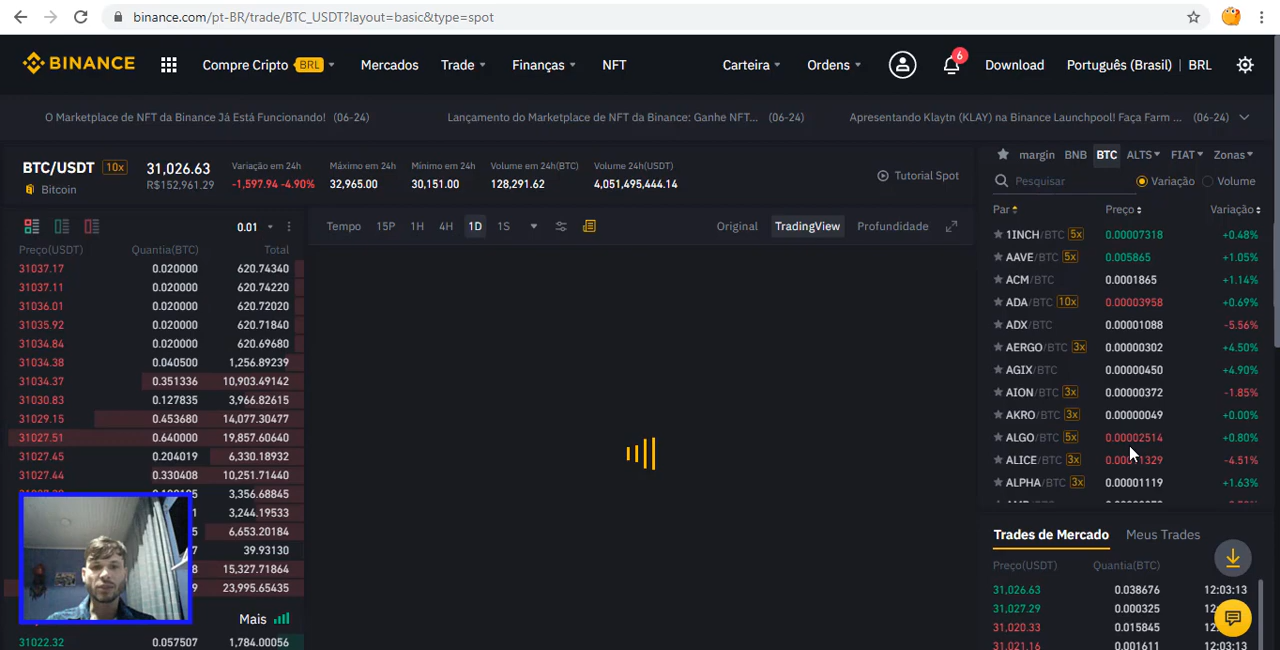 binance.com/pt-BR/trade/BTC_USDT?layout=basic&type=spot
BINANCE Compre Cripto BRL Mercados Trade Finanças NFT Carteira Ordens 6 Download Português (Brasil) | BRL
O Marketplace de NFT da Binance Já Está Funcionando! (06-24) Lançamento do Marketplace de NFT da Binance: Ganhe NFT... (06-24) Apresentando Klaytn (KLAY) na Binance Launchpool! Faça Farm ... (06-24)
BTC/USDT 10x 31,026.63 Variação em 24h Máximo em 24h Mínimo em 24h Volume em 24h(BTC) Volume 24h(USDT)
Bitcoin R$152,961.29 -1,597.94 -4.90% 32,965.00 30,151.00 128,291.62 4,051,495,444.14
Tutorial Spot
margin BNB BTC ALTS FIAT Zonas
Pesquisar Variação Volume
Par Preço Variação
1INCH/BTC 5x 0.00007318 +0.48%
AAVE/BTC 5x 0.005865 +1.05%
ACM/BTC 0.0001865 +1.14%
ADA/BTC 10x 0.00003958 +0.69%
ADX/BTC 0.00001088 -5.56%
AERGO/BTC 3x 0.00000302 +4.50%
AGIX/BTC 0.00000450 +4.90%
AION/BTC 3x 0.00000372 -1.85%
AKRO/BTC 3x 0.00000049 +0.00%
ALGO/BTC 5x 0.00002514 +0.80%
ALICE/BTC 3x -4.51%
ALPHA/BTC 3x 0.00001119 +1.63%
0.01
Tempo 15P 1H 4H 1D 1S Original TradingView Profundidade
Preço(USDT) Quantia(BTC) Total
31037.17 0.020000 620.74340
31037.11 0.020000 620.74220
31036.01 0.020000 620.72020
31035.92 0.020000 620.71840
31034.84 0.020000 620.69680
31034.38 0.040500 1,256.89239
31034.37 0.351336 10,903.49142
31030.83 0.127835 3,966.82615
31029.15 0.453680 14,077.30477
31027.51 0.640000 19,857.60640
31027.45 0.204019 6,330.18932
31027.44 0.330408 10,251.71440
3,356.68845
3,244.19533
6,653.20184
39.93130
15,327.71864
23,995.65435
Mais
31022.32 0.057507 1,784.00056
Trades de Mercado Meus Trades
Preço(USDT) Quantia(BTC)
31,026.63 0.038676 12:03:13
31,027.29 0.000325
31,020.33 0.015845
31,021.16 0.001611 12:03:13